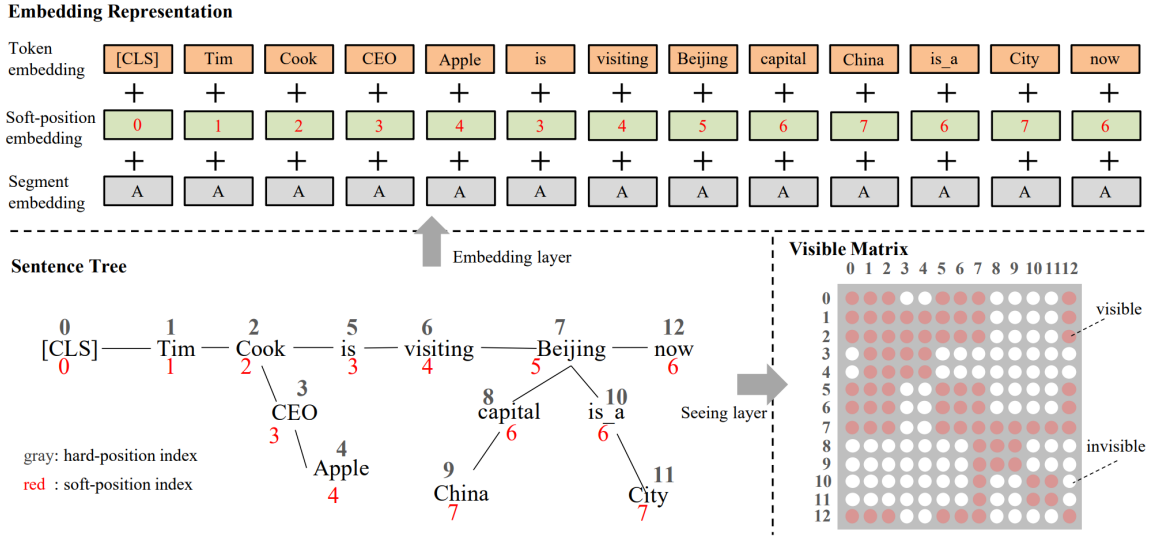 Embedding Representation
Token embedding [CLS] Tim Cook CEO Apple is visiting Beijing capital China is_a City now
+ + + + + + + + + + + + +
Soft-position embedding 0 1 2 3 4 3 4 5 6 7 6 7 6
+ + + + + + + + + + + + +
Segment embedding A A A A A A A A A A A A A
Embedding layer
Sentence Tree
0 1 2 5 6 7 12
[CLS] Tim Cook is visiting Beijing now
0 1 2 3 4 5 6
3 8 10
CEO capital is_a
3 6 6
4 9 11
Apple China City
4 7 7
gray: hard-position index
red : soft-position index
Seeing layer
Visible Matrix
0 1 2 3 4 5 6 7 8 9 10 11 12
0
1
2
3
4
5
6
7
8
9
10
11
12
visible
invisible